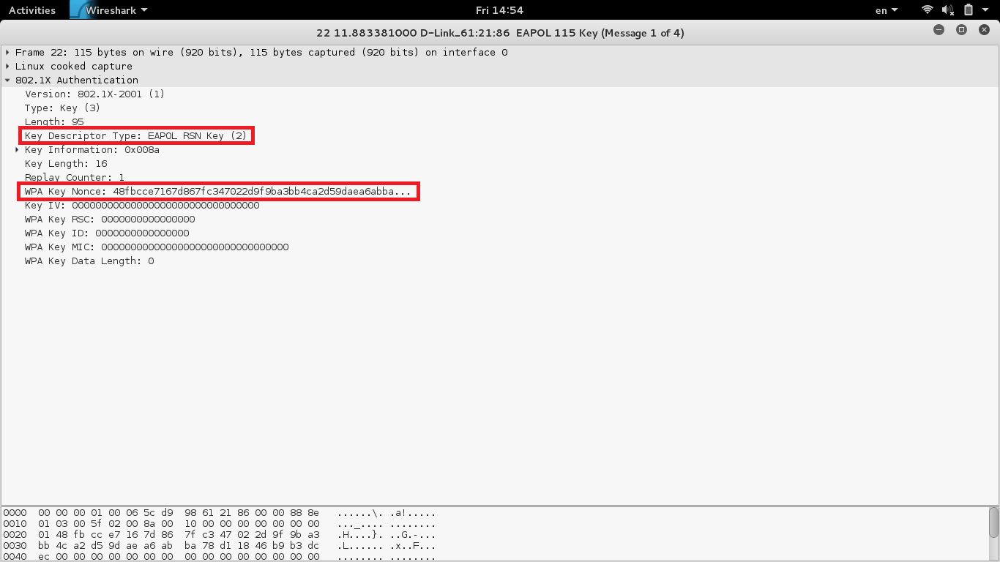 Activities Wireshark Fri 14:54 en
22 11.883381000 D-Link_61:21:86 EAPOL 115 Key (Message 1 of 4)
Frame 22: 115 bytes on wire (920 bits), 115 bytes captured (920 bits) on interface 0
Linux cooked capture
802.1X Authentication
Version: 802.1X-2001 (1)
Type: Key (3)
Length: 95
Key Descriptor Type: EAPOL RSN Key (2)
Key Information: 0x008a
Key Length: 16
Replay Counter: 1
WPA Key Nonce: 48fbcce7167d867fc347022d9f9ba3bb4ca2d59daea6abba...
Key IV: 00000000000000000000000000000000
WPA Key RSC: 0000000000000000
WPA Key ID: 0000000000000000
WPA Key MIC: 00000000000000000000000000000000
WPA Key Data Length: 0
0000 00 00 00 01 00 06 5c d9 98 61 21 86 00 00 88 8e ......\. .a!.....
0010 01 03 00 5f 02 00 8a 00 10 00 00 00 00 00 00 00 ..._.... ........
0020 01 48 fb cc e7 16 7d 86 7f c3 47 02 2d 9f 9b a3 .H....}. ..G.-...
0030 bb 4c a2 d5 9d ae a6 ab ba 78 d1 18 46 b9 b3 dc .L...... .x..F...
0040 ec 00 00 00 00 00 00 00 00 00 00 00 00 00 00 00 ........ ........